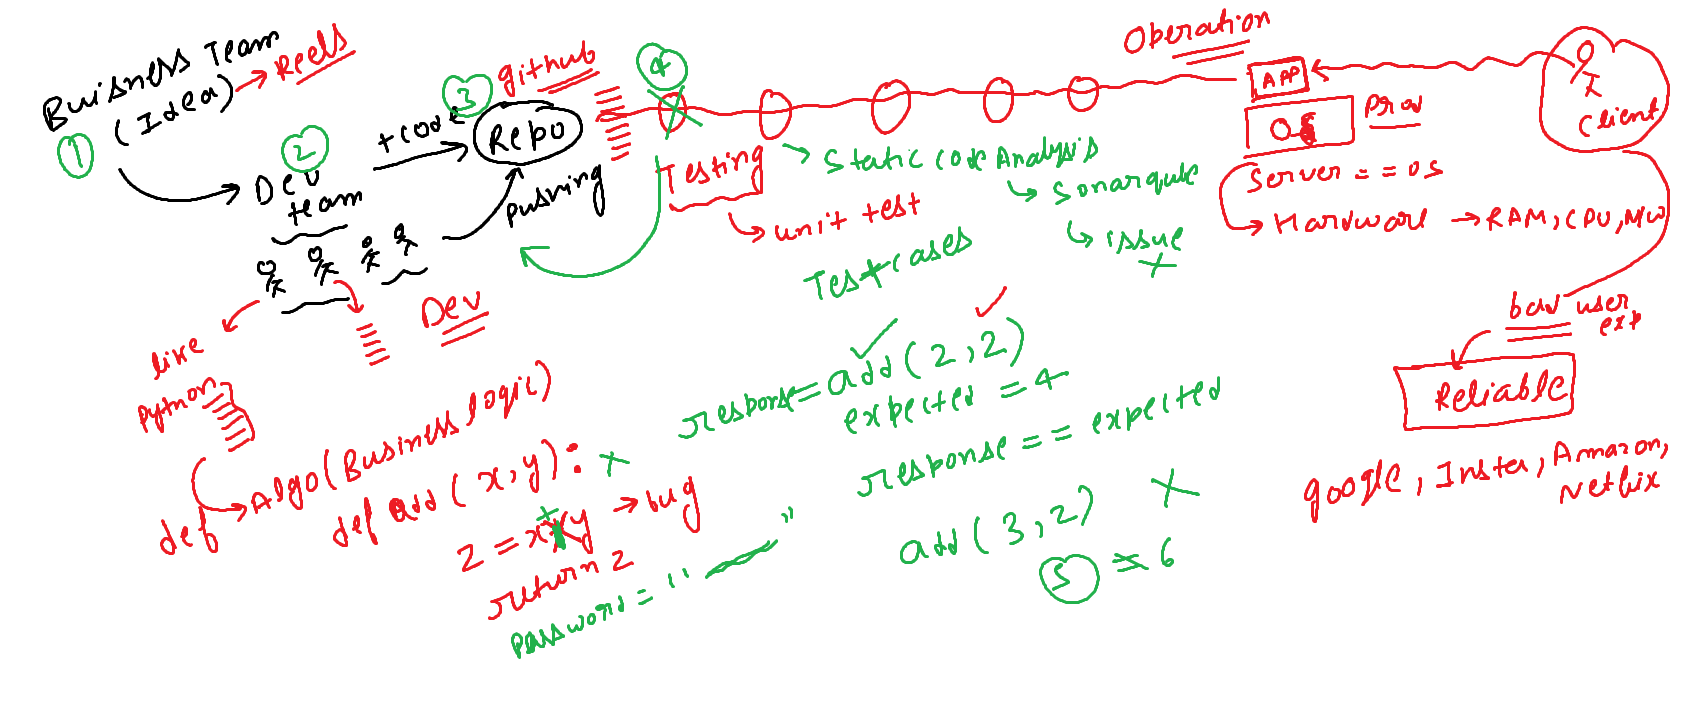 Buisness Team
(Idea) → Reels
1
2
Dev
team
+code
3
github
Repo
pushing
4
Operation
APP
OS
Prod
Client
Server == OS
Hardware → RAM, CPU, N/W
Testing
unit test
Static code Analysis
Sonarqube
issue
Test cases
bad user
exp
Reliable
google, Insta, Amazon,
Netflix
Dev
like
python
Algo (Business logic)
def
def add (x, y):
z = x*y → bug
+
return z
password = " "
response = add (2,2)
expected = 4
response == expected
add (3,2)
5 = 6